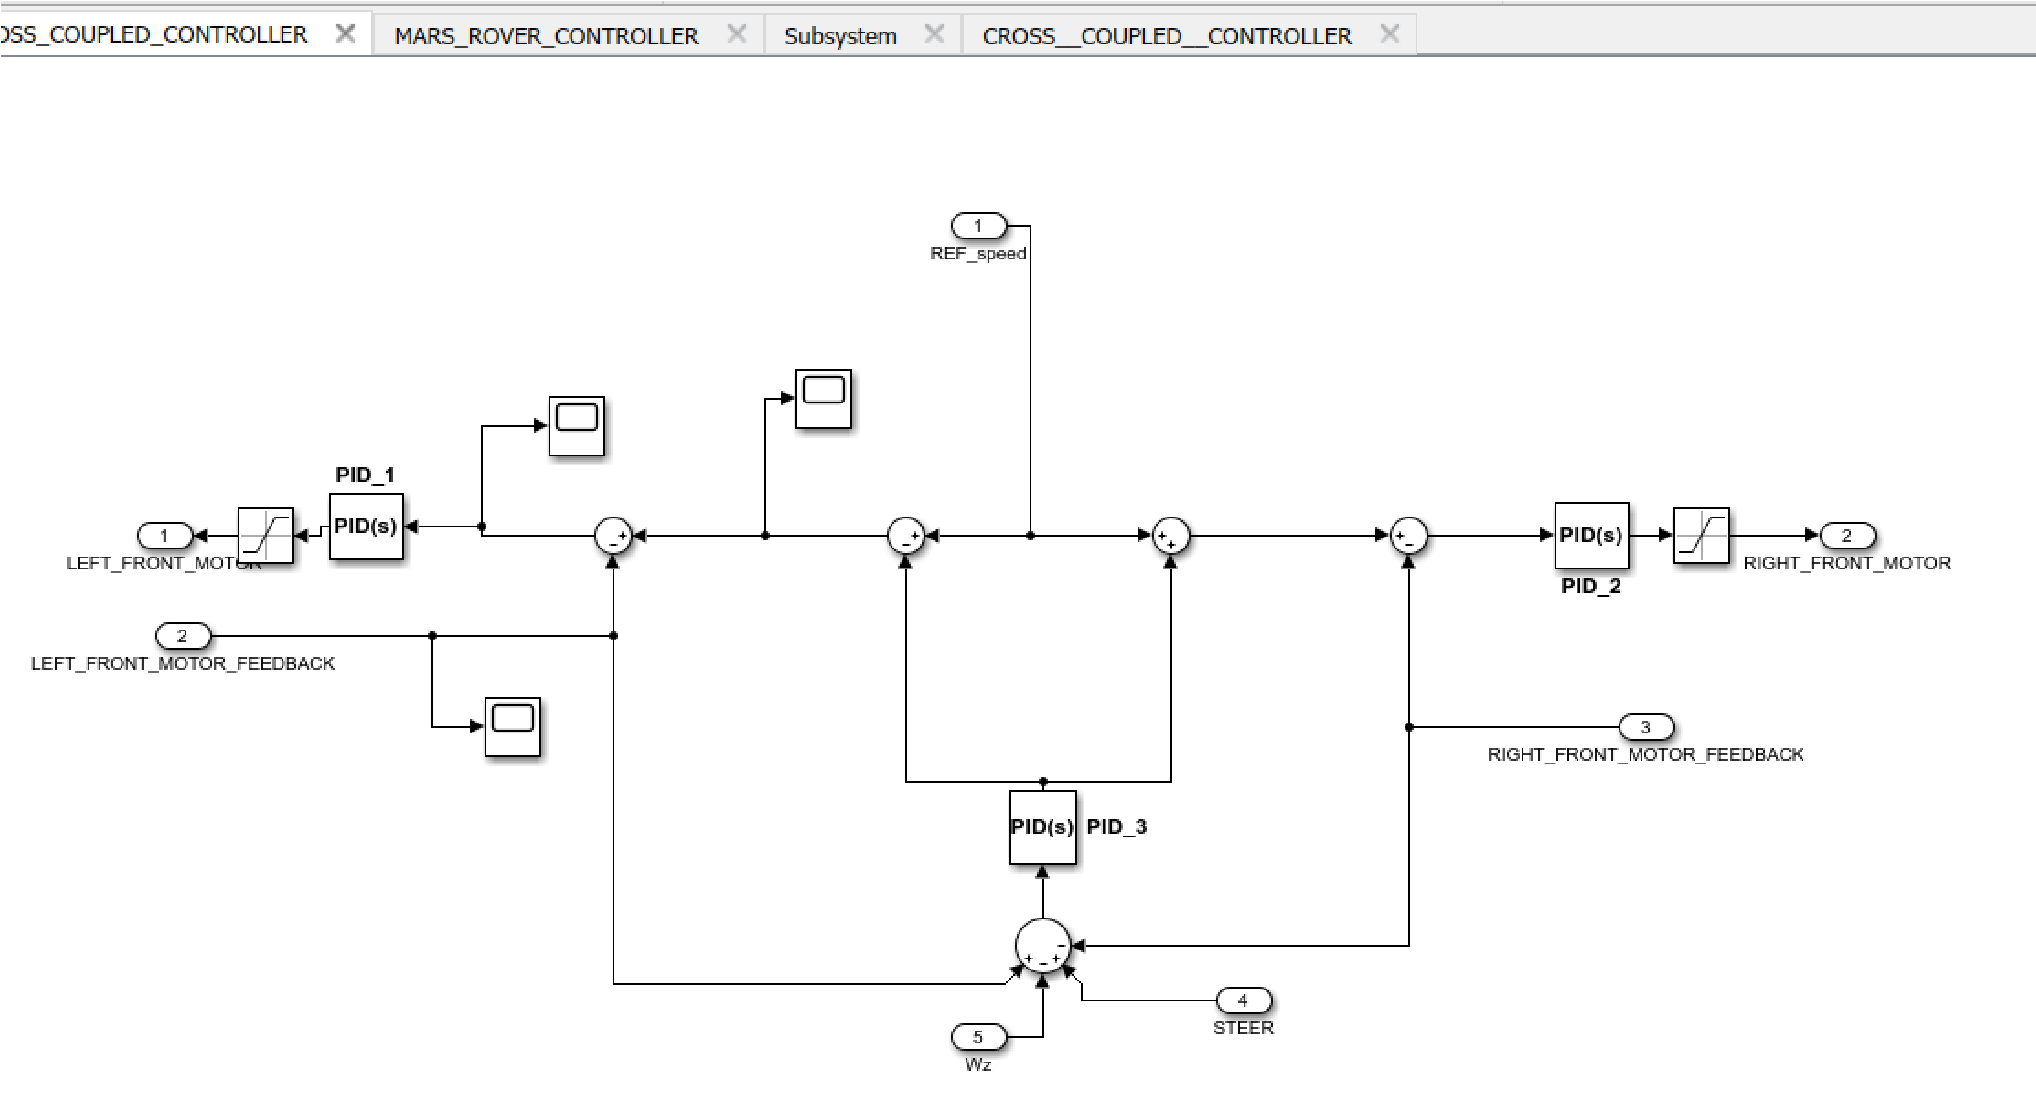 OSS_COUPLED_CONTROLLER
MARS_ROVER_CONTROLLER
Subsystem
CROSS__COUPLED__CONTROLLER
1
REF_speed
PID_1
PID(s)
1
LEFT_FRONT_MOTOR
- +
- +
+ +
+ -
PID(s)
PID_2
2
RIGHT_FRONT_MOTOR
2
LEFT_FRONT_MOTOR_FEEDBACK
3
RIGHT_FRONT_MOTOR_FEEDBACK
PID(s)
PID_3
-
+ - +
4
STEER
5
Wz